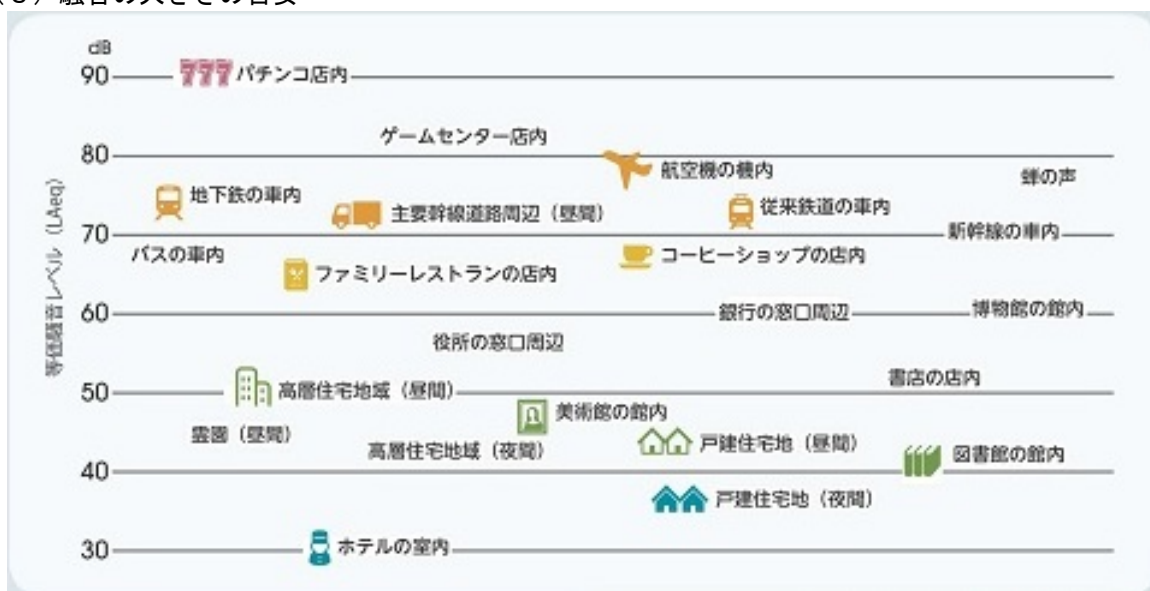 dB
90
777 パチンコ店内
ゲームセンター店内
80
航空機の機内
蝉の声
地下鉄の車内
主要幹線道路周辺（昼間）
従来鉄道の車内
70
新幹線の車内
バスの車内
コーヒーショップの店内
ファミリーレストランの店内
60
銀行の窓口周辺
博物館の館内
役所の窓口周辺
書店の店内
50
高層住宅地域（昼間）
美術館の館内
霊園（昼間）
高層住宅地域（夜間）
戸建住宅地（昼間）
図書館の館内
40
戸建住宅地（夜間）
30
ホテルの室内
等価騒音レベル（LAeq）